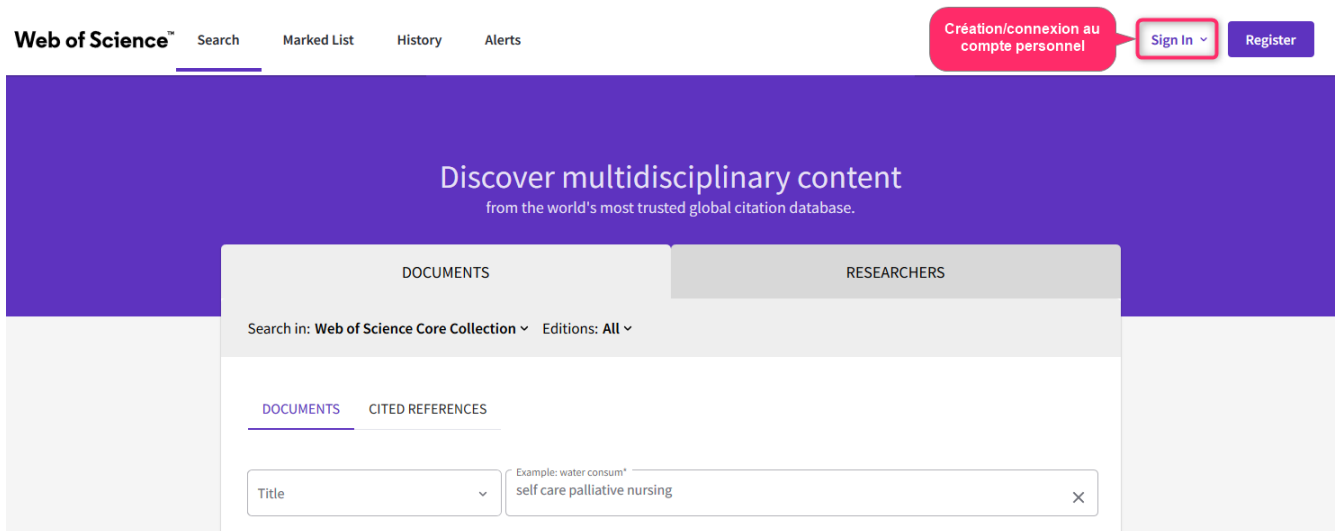 Web of Science™ Search Marked List History Alerts
Création/connexion au
compte personnel
Sign In Register
Discover multidisciplinary content
from the world's most trusted global citation database.
DOCUMENTS RESEARCHERS
Search in: Web of Science Core Collection Editions: All
DOCUMENTS CITED REFERENCES
Example: water consum*
Title self care palliative nursing